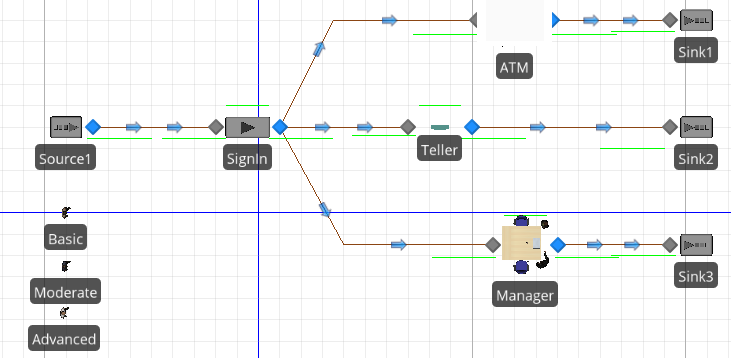 ATM
Sink1
Source1
SignIn
Teller
Sink2
Basic
Moderate
Advanced
Manager
Sink3